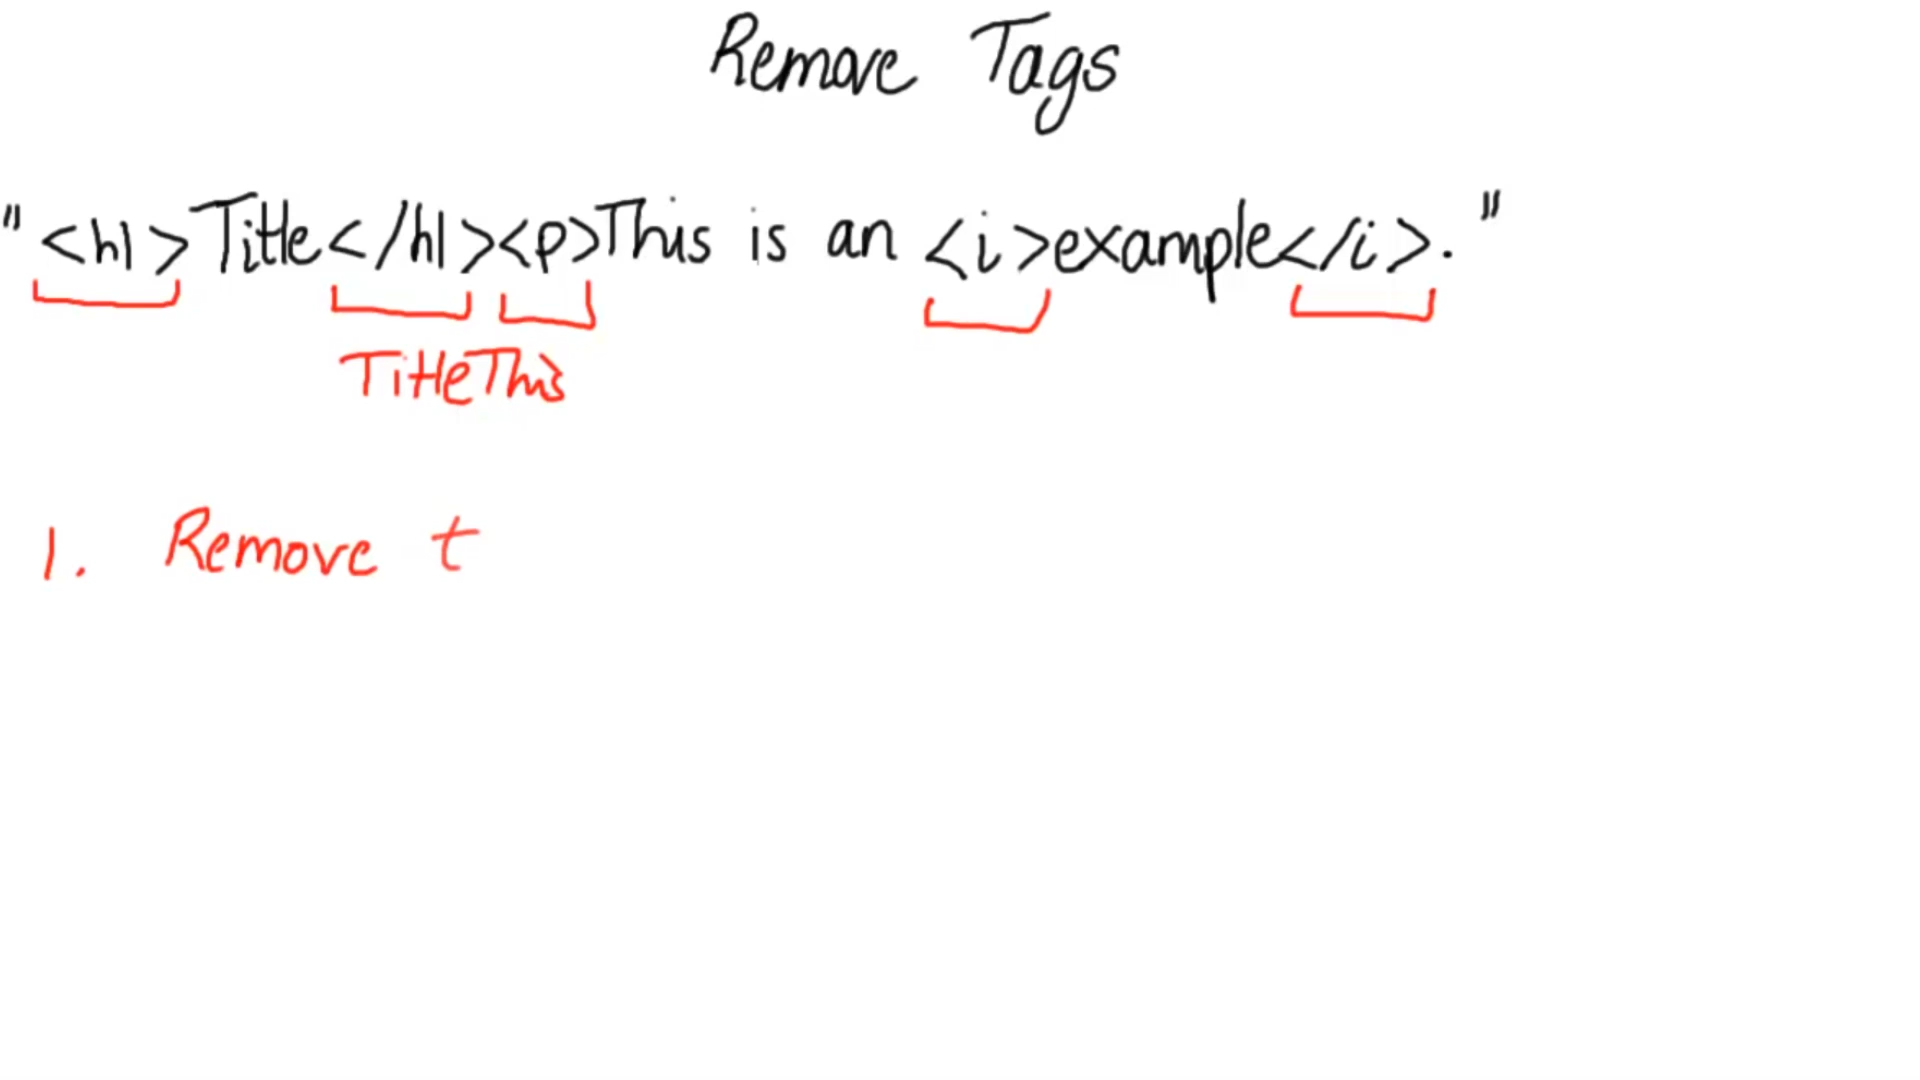 Remove Tags
"<h1>Title</h1><p>This is an <i>example</i>."
TitleThis
1. Remove t